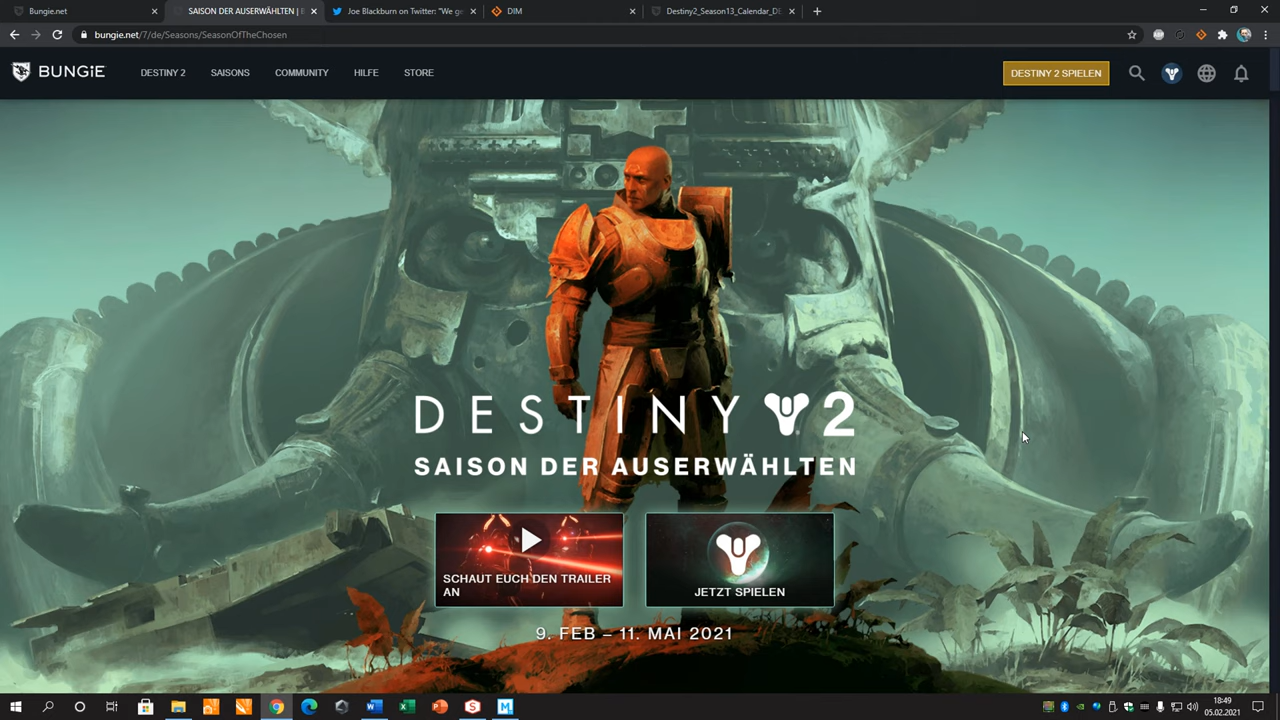 Bungie.net
SAISON DER AUSERWÄHLTEN | B
Joe Blackburn on Twitter: "We g
DIM
Destiny2_Season13_Calendar_DE
bungie.net/7/de/Seasons/SeasonOfTheChosen
BUNGiE
DESTINY 2
SAISONS
COMMUNITY
HILFE
STORE
DESTINY 2 SPIELEN
DESTINY 2
SAISON DER AUSERWÄHLTEN
SCHAUT EUCH DEN TRAILER
AN
JETZT SPIELEN
9. FEB – 11. MAI 2021
18:49
05.02.2021